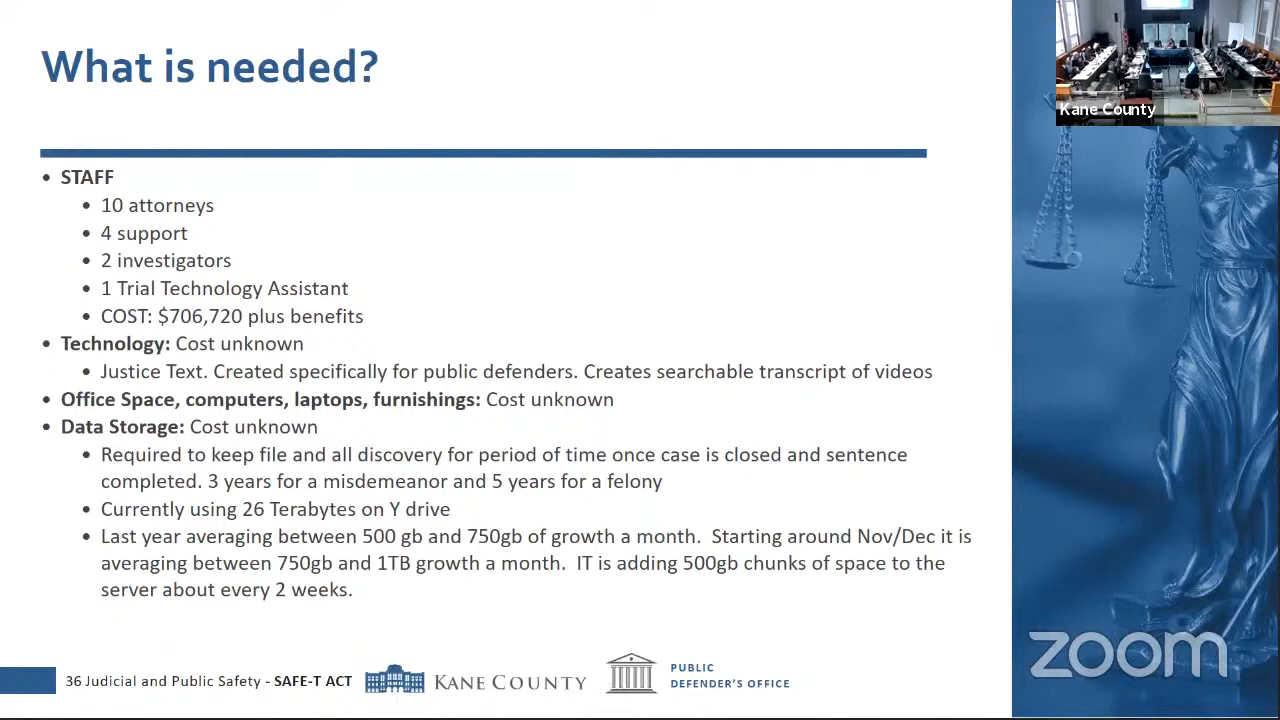 What is needed?
Kane County
• STAFF
• 10 attorneys
• 4 support
• 2 investigators
• 1 Trial Technology Assistant
• COST: $706,720 plus benefits
• Technology: Cost unknown
• Justice Text. Created specifically for public defenders. Creates searchable transcript of videos
• Office Space, computers, laptops, furnishings: Cost unknown
• Data Storage: Cost unknown
• Required to keep file and all discovery for period of time once case is closed and sentence
completed. 3 years for a misdemeanor and 5 years for a felony
• Currently using 26 Terabytes on Y drive
• Last year averaging between 500 gb and 750gb of growth a month. Starting around Nov/Dec it is
averaging between 750gb and 1TB growth a month. IT is adding 500gb chunks of space to the
server about every 2 weeks.
36 Judicial and Public Safety - SAFE-T ACT
KANE COUNTY
PUBLIC
DEFENDER'S OFFICE
zoom